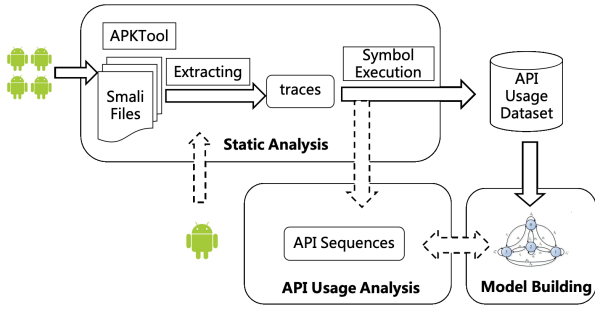 APKTool
Symbol
Execution
Extracting
Smali
Files
traces
API
Usage
Dataset
Static Analysis
API Sequences
API Usage Analysis
Model Building